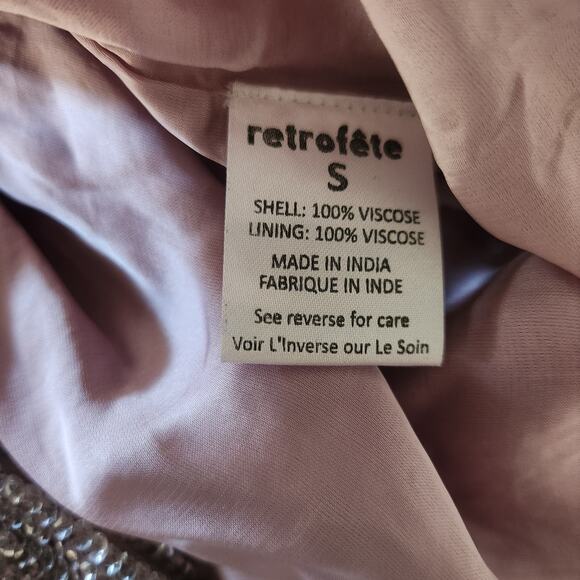 retrofête
S
SHELL: 100% VISCOSE
LINING: 100% VISCOSE
MADE IN INDIA
FABRIQUE IN INDE
See reverse for care
Voir L'Inverse our Le Soin